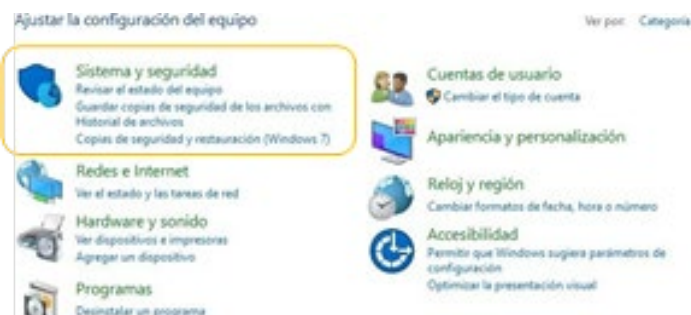 Ajustar la configuración del equipo
Ver por: Categoría
Sistema y seguridad
Revisar el estado del equipo
Guardar copias de seguridad de los archivos con
Historial de archivos
Copias de seguridad y restauración (Windows 7)
Redes e Internet
Ver el estado y las tareas de red
Hardware y sonido
Ver dispositivos e impresoras
Agregar un dispositivo
Programas
Desinstalar un programa
Cuentas de usuario
Cambiar el tipo de cuenta
Apariencia y personalización
Reloj y región
Cambiar formatos de fecha, hora o número
Accesibilidad
Permitir que Windows sugiera parámetros de
configuración
Optimizar la presentación visual